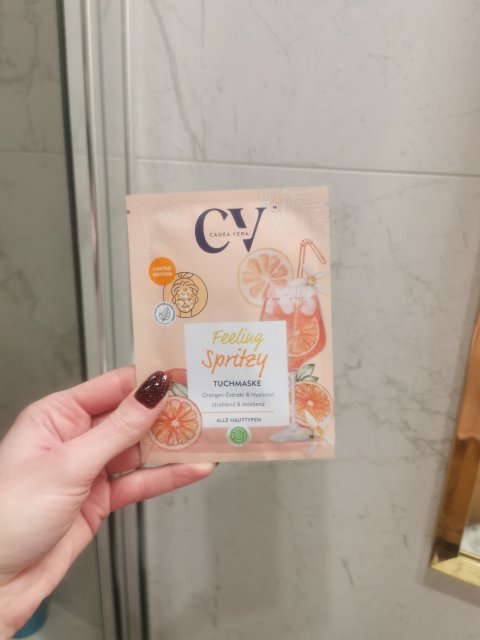 CV
CADEA VERA
LIMITED
EDITION
Feeling
Spritzy
TUCHMASKE
Orangen-Extrakt & Hyaluron
strahlend & belebend
ALLE HAUTTYPEN